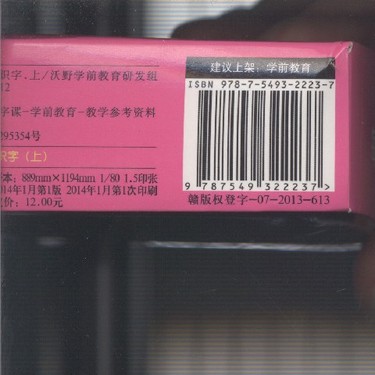 识字.上/沃野学前教育研发组
12
字课-学前教育-教学参考资料
295354号
识字（上）
本: 889mm×1194mm 1/80 1.5印张
014年1月第1版 2014年1月第1次印刷
价: 12.00元
建议上架: 学前教育
ISBN 978-7-5493-2223-7
9 787549 322237 >
赣版权登字-07-2013-613